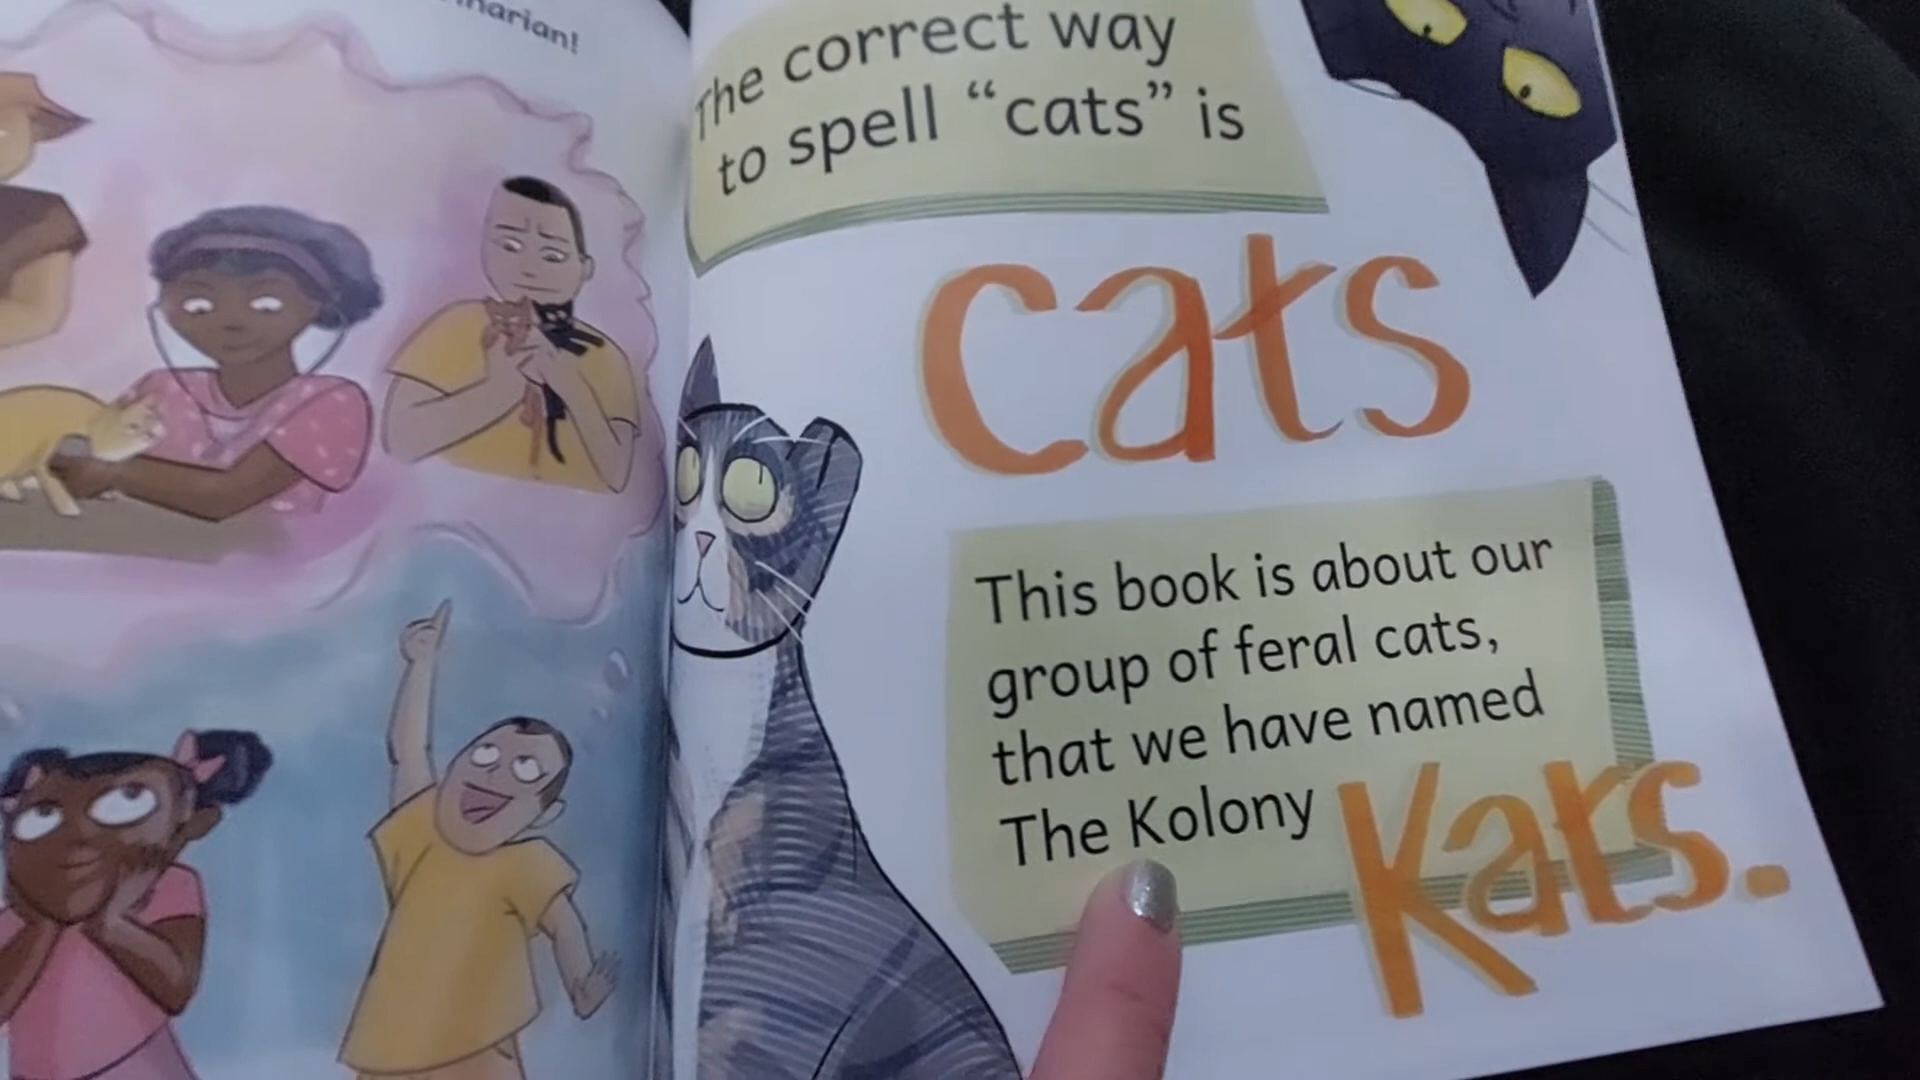 The correct way
to spell “cats” is
cats
This book is about our
group of feral cats,
that we have named
The Kolony Kats.